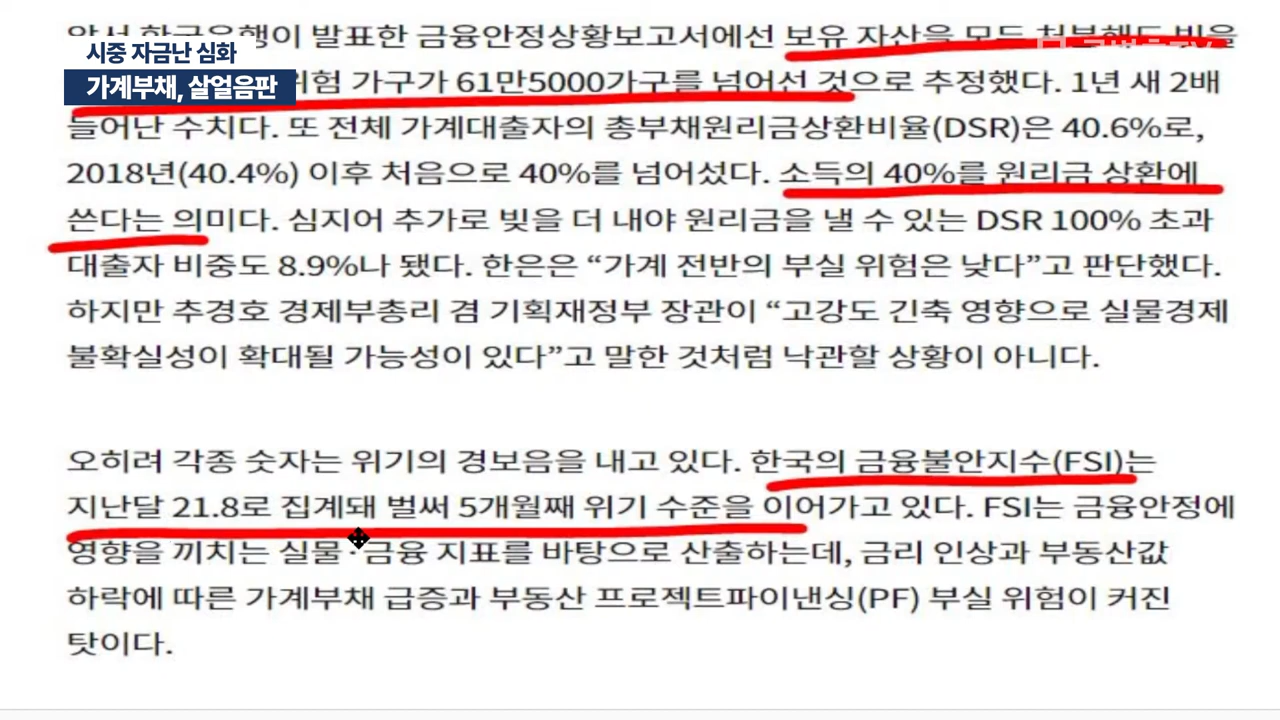 시중 자금난 심화
가계부채, 살얼음판
한국은행이 발표한 금융안정상황보고서에선 보유 자산을 모두 처분해도 빚을
위험 가구가 61만5000가구를 넘어선 것으로 추정했다. 1년 새 2배
늘어난 수치다. 또 전체 가계대출자의 총부채원리금상환비율(DSR)은 40.6%로,
2018년(40.4%) 이후 처음으로 40%를 넘어섰다. 소득의 40%를 원리금 상환에
쓴다는 의미다. 심지어 추가로 빚을 더 내야 원리금을 낼 수 있는 DSR 100% 초과
대출자 비중도 8.9%나 됐다. 한은은 “가계 전반의 부실 위험은 낮다”고 판단했다.
하지만 추경호 경제부총리 겸 기획재정부 장관이 “고강도 긴축 영향으로 실물경제
불확실성이 확대될 가능성이 있다”고 말한 것처럼 낙관할 상황이 아니다.
오히려 각종 숫자는 위기의 경보음을 내고 있다. 한국의 금융불안지수(FSI)는
지난달 21.8로 집계돼 벌써 5개월째 위기 수준을 이어가고 있다. FSI는 금융안정에
영향을 끼치는 실물·금융 지표를 바탕으로 산출하는데, 금리 인상과 부동산값
하락에 따른 가계부채 급증과 부동산 프로젝트파이낸싱(PF) 부실 위험이 커진
탓이다.